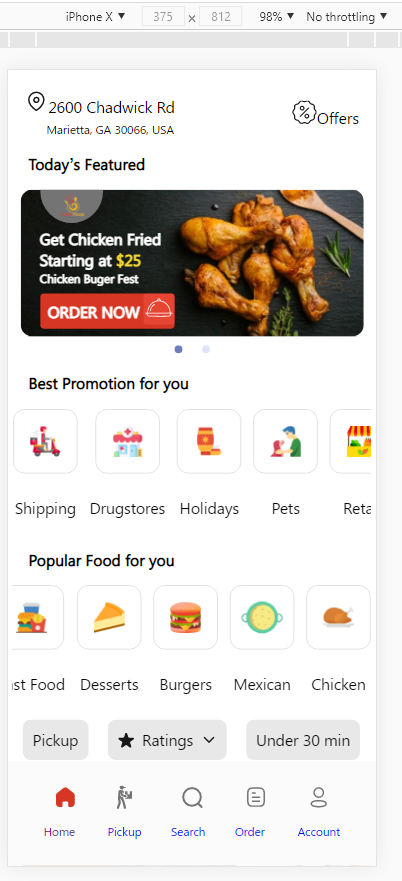 iPhone X ▼ 375 × 812 98% ▼ No throttling ▼
2600 Chadwick Rd
Marietta, GA 30066, USA
Offers
Today's Featured
Get Chicken Fried
Starting at $25
Chicken Buger Fest
ORDER NOW
Best Promotion for you
Shipping Drugstores Holidays Pets Reta
Popular Food for you
st Food Desserts Burgers Mexican Chicken
Pickup Ratings Under 30 min
Home Pickup Search Order Account